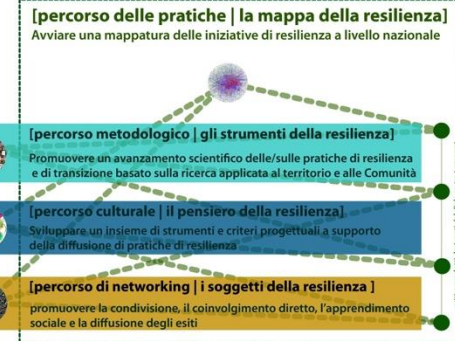 [percorso delle pratiche | la mappa della resilienza]
Avviare una mappatura delle iniziative di resilienza a livello nazionale
[percorso metodologico | gli strumenti della resilienza]
Promuovere un avanzamento scientifico delle/sulle pratiche di resilienza
e di transizione basato sulla ricerca applicata al territorio e alle Comunità
[percorso culturale | il pensiero della resilienza]
Sviluppare un insieme di strumenti e criteri progettuali a supporto
della diffusione di pratiche di resilienza
[percorso di networking | i soggetti della resilienza ]
promuovere la condivisione, il coinvolgimento diretto, l'apprendimento
sociale e la diffusione degli esiti